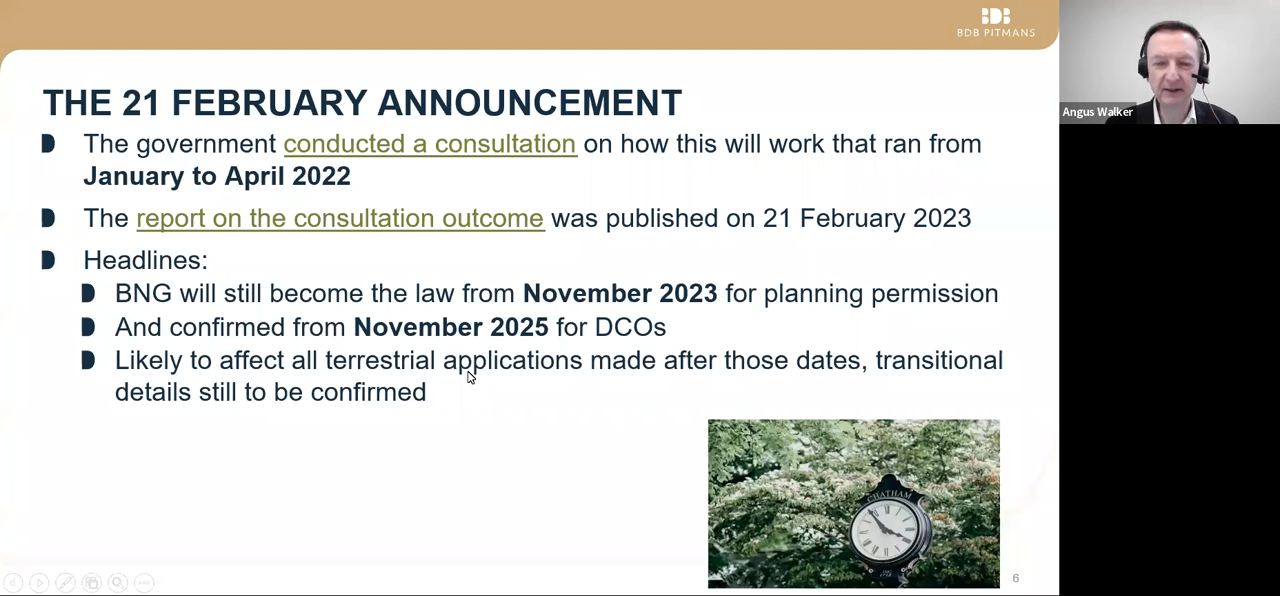 BDB PITMANS
Angus Walker
THE 21 FEBRUARY ANNOUNCEMENT
The government conducted a consultation on how this will work that ran from
January to April 2022
The report on the consultation outcome was published on 21 February 2023
Headlines:
BNG will still become the law from November 2023 for planning permission
And confirmed from November 2025 for DCOs
Likely to affect all terrestrial applications made after those dates, transitional
details still to be confirmed
CHATHAM
6